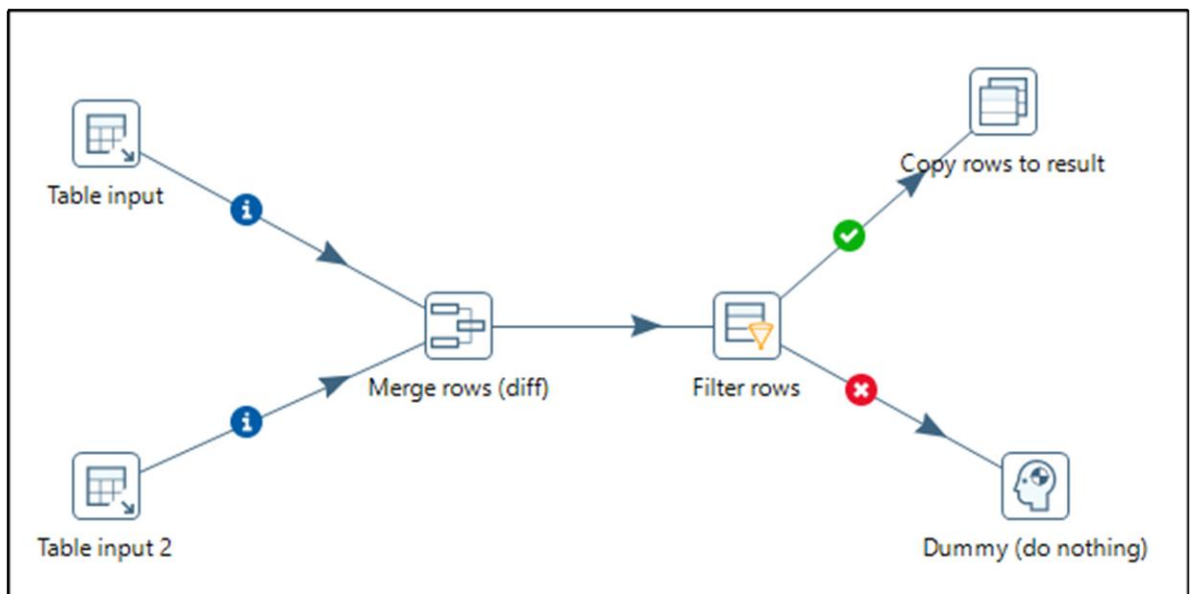 Table input
Copy rows to result
Merge rows (diff)
Filter rows
Table input 2
Dummy (do nothing)